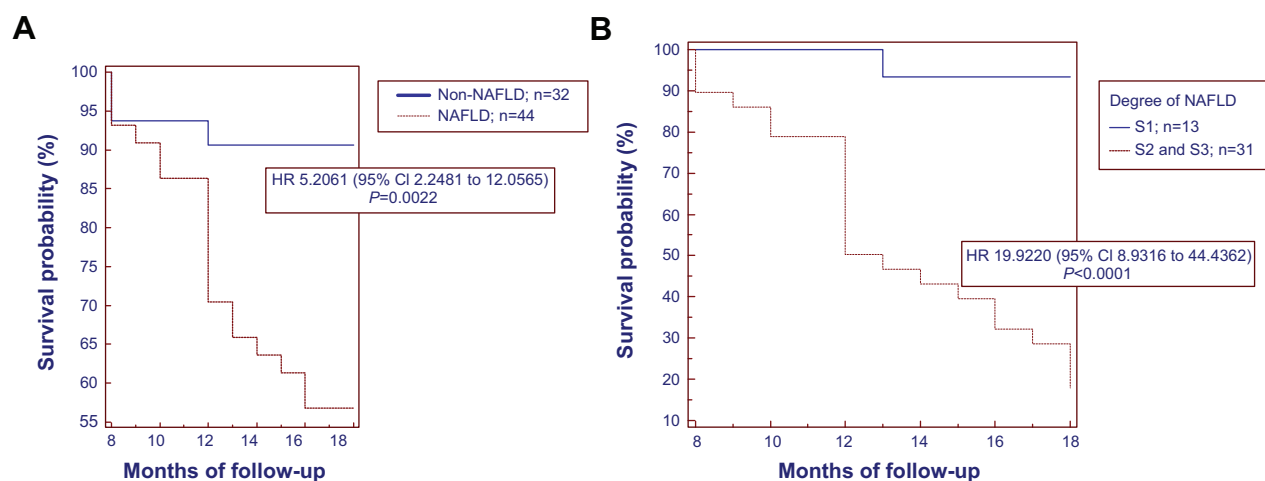 A
Survival probability (%)
100
95
90
85
80
75
70
65
60
55
8
10
12
14
16
18
Months of follow-up
Non-NAFLD; n=32
NAFLD; n=44
HR 5.2061 (95% CI 2.2481 to 12.0565)
P=0.0022
B
Survival probability (%)
100
90
80
70
60
50
40
30
20
10
8
10
12
14
16
18
Months of follow-up
Degree of NAFLD
S1; n=13
S2 and S3; n=31
HR 19.9220 (95% CI 8.9316 to 44.4362)
P<0.0001